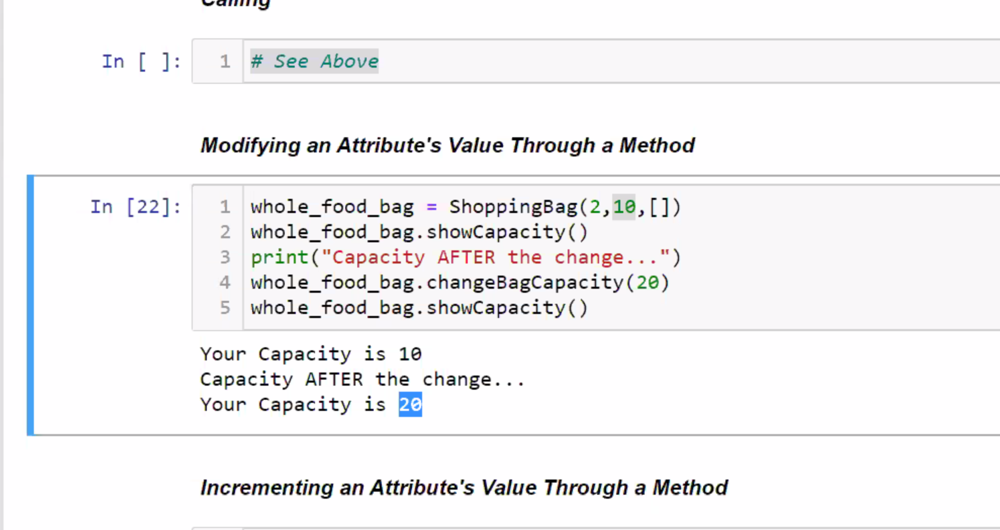 Calling
In [ ]: 1 # See Above
Modifying an Attribute's Value Through a Method
In [22]: 1 whole_food_bag = ShoppingBag(2,10,[])
2 whole_food_bag.showCapacity()
3 print("Capacity AFTER the change...")
4 whole_food_bag.changeBagCapacity(20)
5 whole_food_bag.showCapacity()
Your Capacity is 10
Capacity AFTER the change...
Your Capacity is 20
Incrementing an Attribute's Value Through a Method